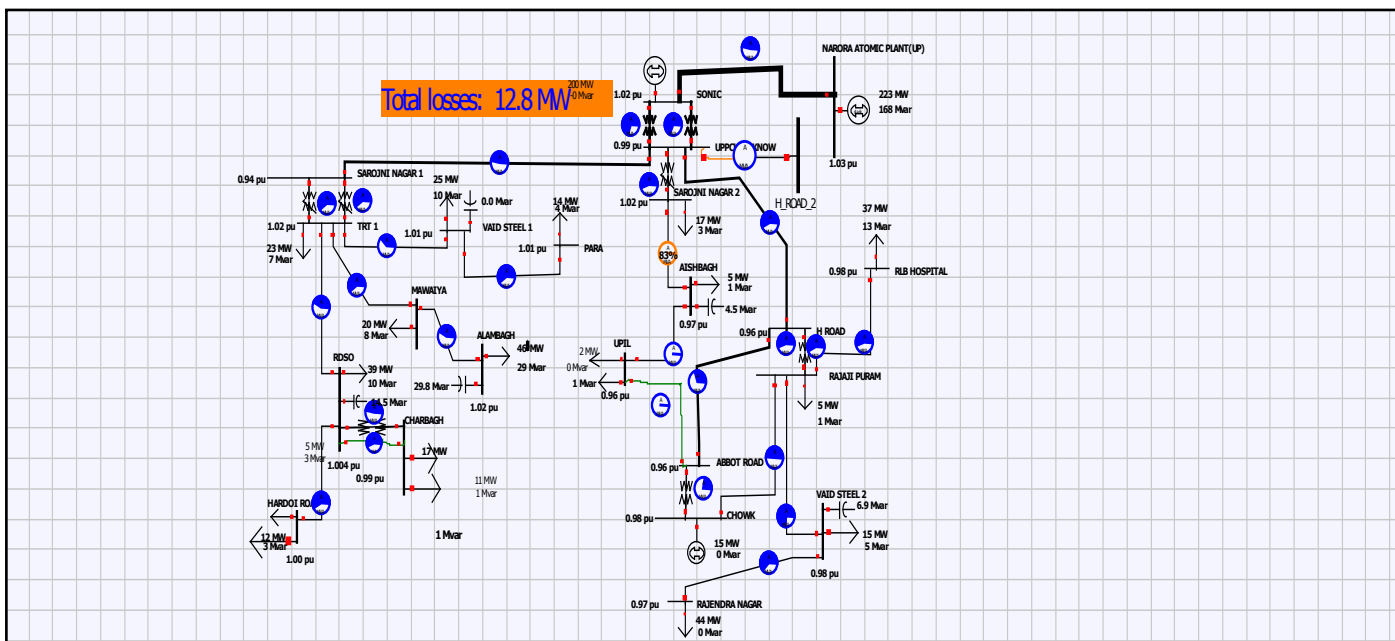 NARORA ATOMIC PLANT(UP)
Total losses: 12.8 MW
200 MW
-0 Mvar
1.02 pu
SONIC
223 MW
168 Mvar
1.03 pu
0.99 pu
H_ROAD_2
SAROJNI NAGAR 1
0.94 pu
25 MW
10 Mvar
0.0 Mvar
14 MW
4 Mvar
SAROJNI NAGAR 2
1.02 pu
17 MW
3 Mvar
37 MW
13 Mvar
1.02 pu
TRT 1
23 MW
7 Mvar
1.01 pu
VAID STEEL 1
1.01 pu
PARA
83%
AISHBAGH
5 MW
1 Mvar
4.5 Mvar
0.97 pu
0.98 pu
RLB HOSPITAL
MAWAIYA
20 MW
8 Mvar
ALAMBAGH
46 MW
29 Mvar
29.8 Mvar
1.02 pu
UPIL
2 MW
0 Mvar
1 Mvar
0.96 pu
0.96 pu
H ROAD
RAJAJI PURAM
5 MW
1 Mvar
RDSO
39 MW
10 Mvar
CHARBAGH
5 MW
3 Mvar
1.004 pu
0.99 pu
17 MW
11 MW
1 Mvar
1 Mvar
0.96 pu
ABBOT ROAD
0.98 pu
CHOWK
15 MW
0 Mvar
VAID STEEL 2
6.9 Mvar
15 MW
5 Mvar
0.98 pu
HARDOI
12 MW
3 Mvar
1.00 pu
0.97 pu
RAJENDRA NAGAR
44 MW
0 Mvar